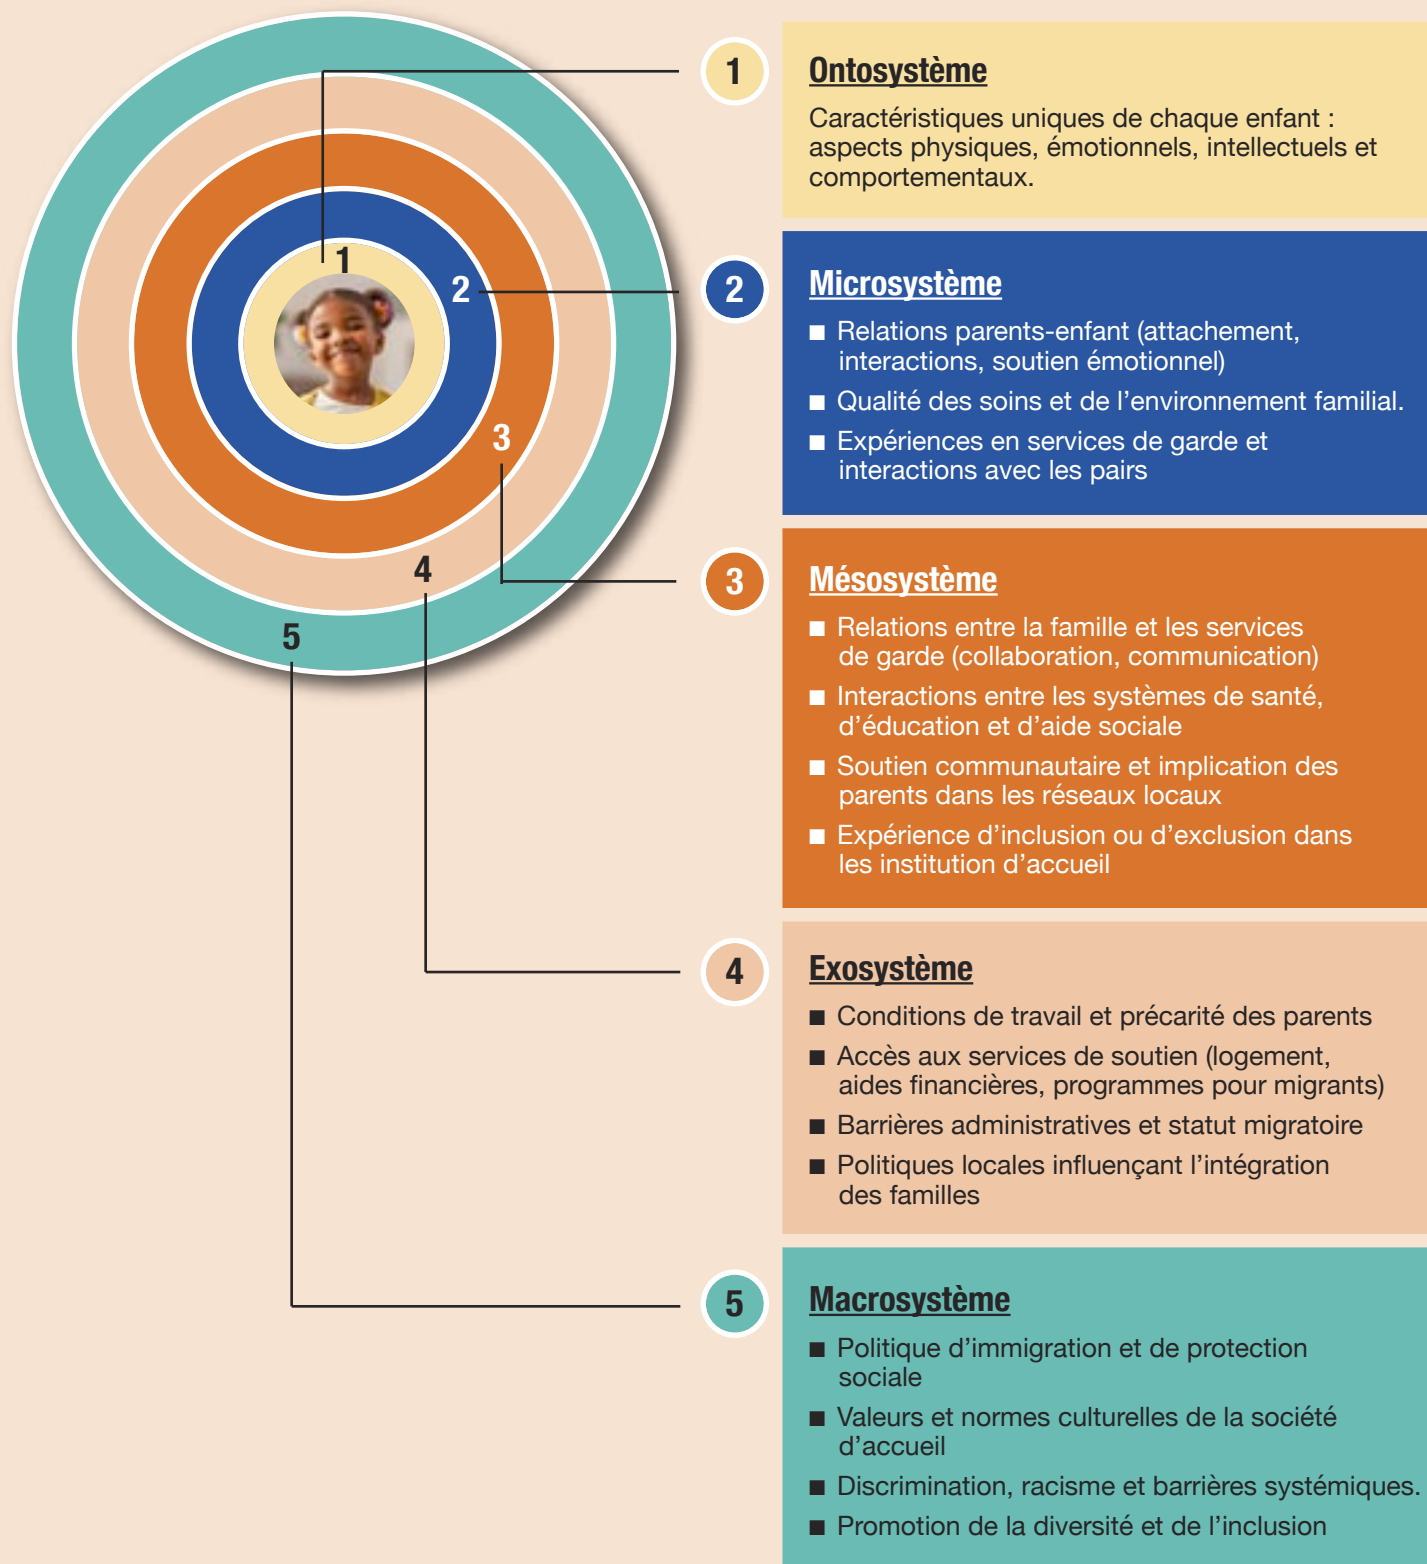 1
2
3
4
5
1
Ontosystème
Caractéristiques uniques de chaque enfant :
aspects physiques, émotionnels, intellectuels et
comportementaux.
2
Microsystème
■ Relations parents-enfant (attachement,
interactions, soutien émotionnel)
■ Qualité des soins et de l’environnement familial.
■ Expériences en services de garde et
interactions avec les pairs
3
Mésosystème
■ Relations entre la famille et les services
de garde (collaboration, communication)
■ Interactions entre les systèmes de santé,
d’éducation et d’aide sociale
■ Soutien communautaire et implication des
parents dans les réseaux locaux
■ Expérience d’inclusion ou d’exclusion dans
les institution d’accueil
4
Exosystème
■ Conditions de travail et précarité des parents
■ Accès aux services de soutien (logement,
aides financières, programmes pour migrants)
■ Barrières administratives et statut migratoire
■ Politiques locales influençant l’intégration
des familles
5
Macrosystème
■ Politique d’immigration et de protection
sociale
■ Valeurs et normes culturelles de la société
d’accueil
■ Discrimination, racisme et barrières systémiques.
■ Promotion de la diversité et de l’inclusion